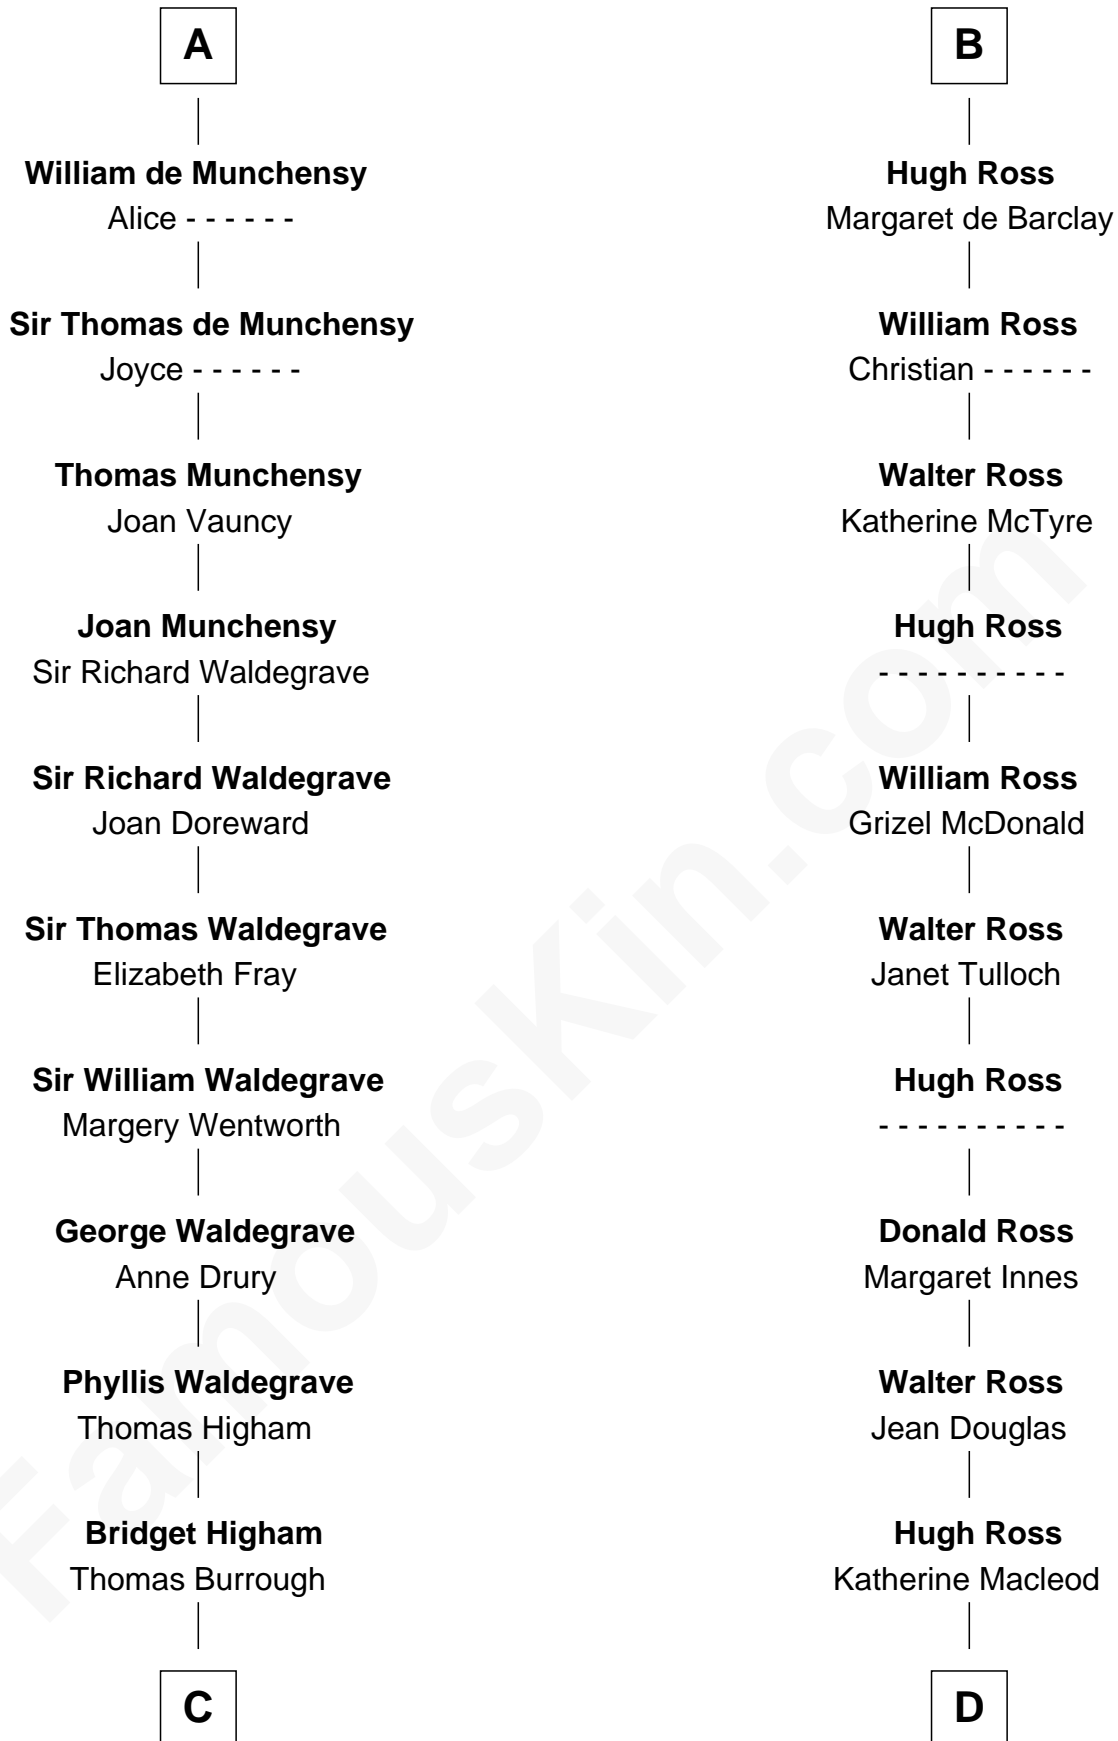 A
William de Munchensy
Alice - - - - - -
Sir Thomas de Munchensy
Joyce - - - - - -
Thomas Munchensy
Joan Vauncy
Joan Munchensy
Sir Richard Waldegrave
Sir Richard Waldegrave
Joan Doreward
Sir Thomas Waldegrave
Elizabeth Fray
Sir William Waldegrave
Margery Wentworth
George Waldegrave
Anne Drury
Phyllis Waldegrave
Thomas Higham
Bridget Higham
Thomas Burrough
C
B
Hugh Ross
Margaret de Barclay
William Ross
Christian - - - - - -
Walter Ross
Katherine McTyre
Hugh Ross
- - - - - - - - - -
William Ross
Grizel McDonald
Walter Ross
Janet Tulloch
Hugh Ross
- - - - - - - - - -
Donald Ross
Margaret Innes
Walter Ross
Jean Douglas
Hugh Ross
Katherine Macleod
D
FamousKin.com